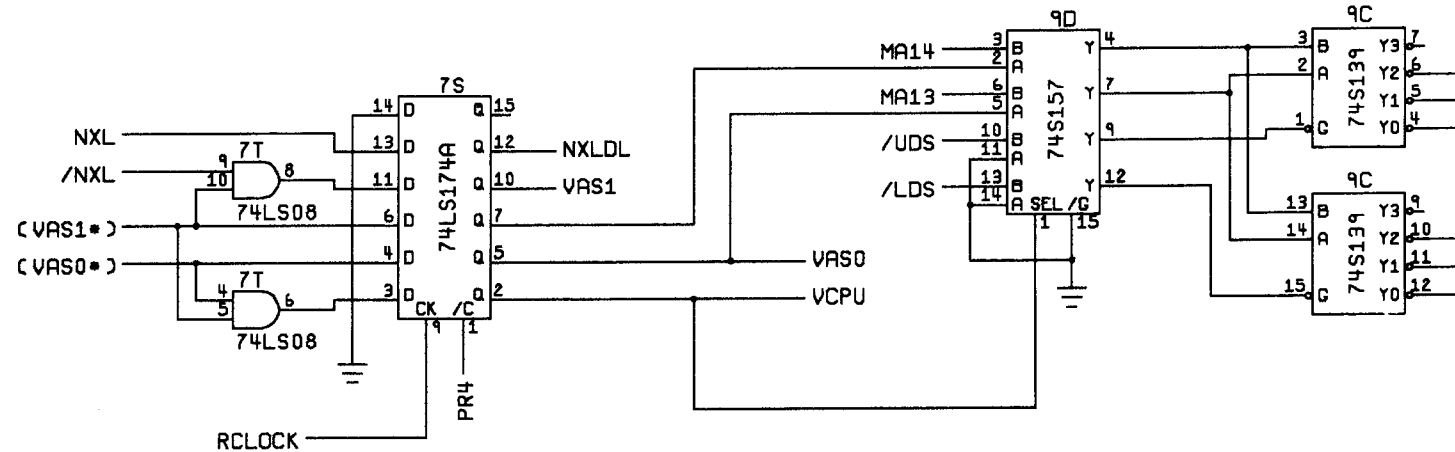 NXL
/NXL
(VAS1*)
(VAS0*)
7T
9
10
8
74LS08
7T
4
5
6
74LS08
RCLOCK
PR4
7S
74LS174A
14 D Q 15
13 D Q 12
11 D Q 10
6 D Q 7
4 D Q 5
3 D Q 2
CK /C
9 1
NXLDL
VAS1
VAS0
VCPU
MA14
MA13
/UDS
/LDS
9D
74S157
3 B Y 4
2 A
6 B Y 7
5 A
10 B Y 9
11 A
13 B Y 12
14 A
SEL /G
1 15
9C
74S139
3 B Y3 7
2 A Y2 6
Y1 5
1 G Y0 4
9C
74S139
13 B Y3 9
14 A Y2 10
Y1 11
15 G Y0 12